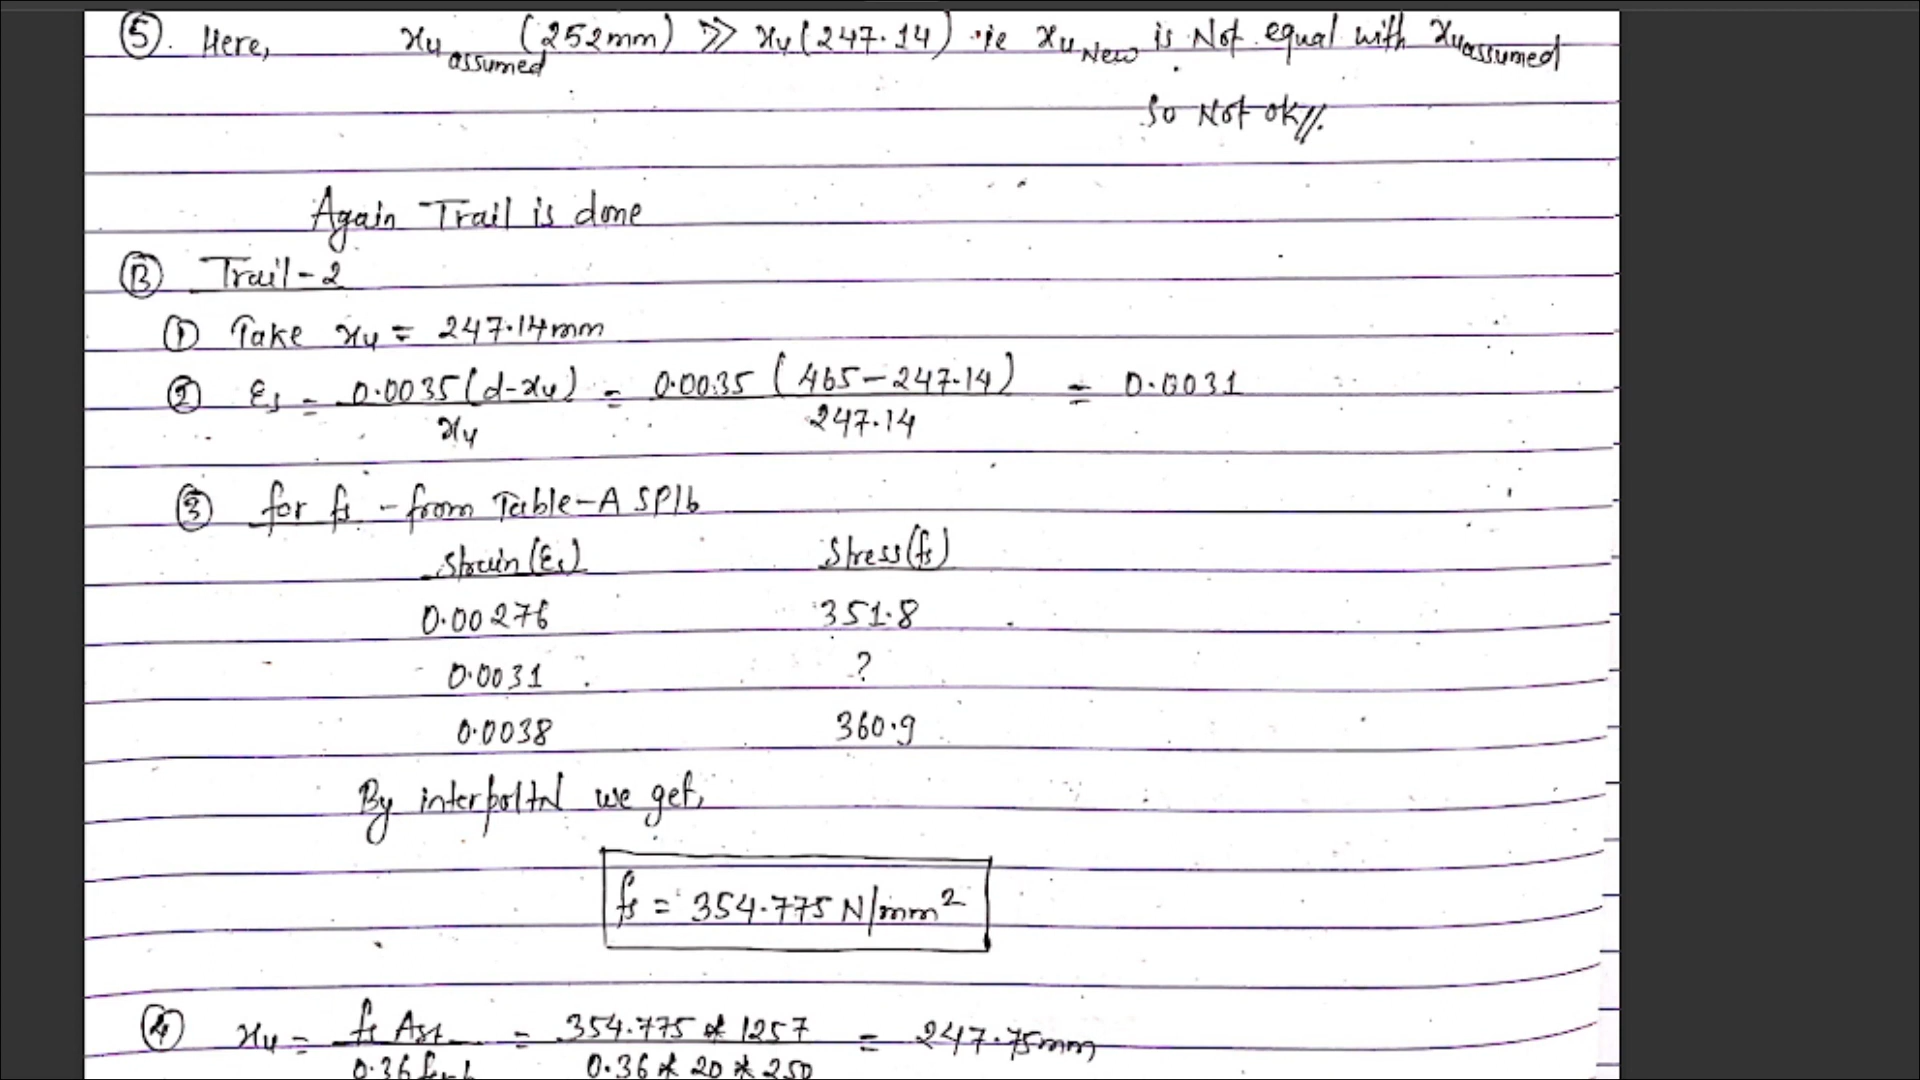 ⑤. Here, xu assumed (252mm) >> xu (247.14) ie xu New is Not equal with xu assumed
So Not ok//.
Again Trail is done
Ⓑ Trail-2
① Take xu = 247.14mm
② Es = 0.0035(d-xu) / xu = 0.0035 (465-247.14) / 247.14 = 0.0031
③ for fs - from Table-A SP16
Strain (Es) Stress (fs)
0.00276 351.8
0.0031 ?
0.0038 360.9
By interpoltn we get,
fs = 354.775 N/mm²
④ xu = fs Ast / 0.36 fck b = 354.775 * 1257 / 0.36 * 20 * 250 = 247.75mm